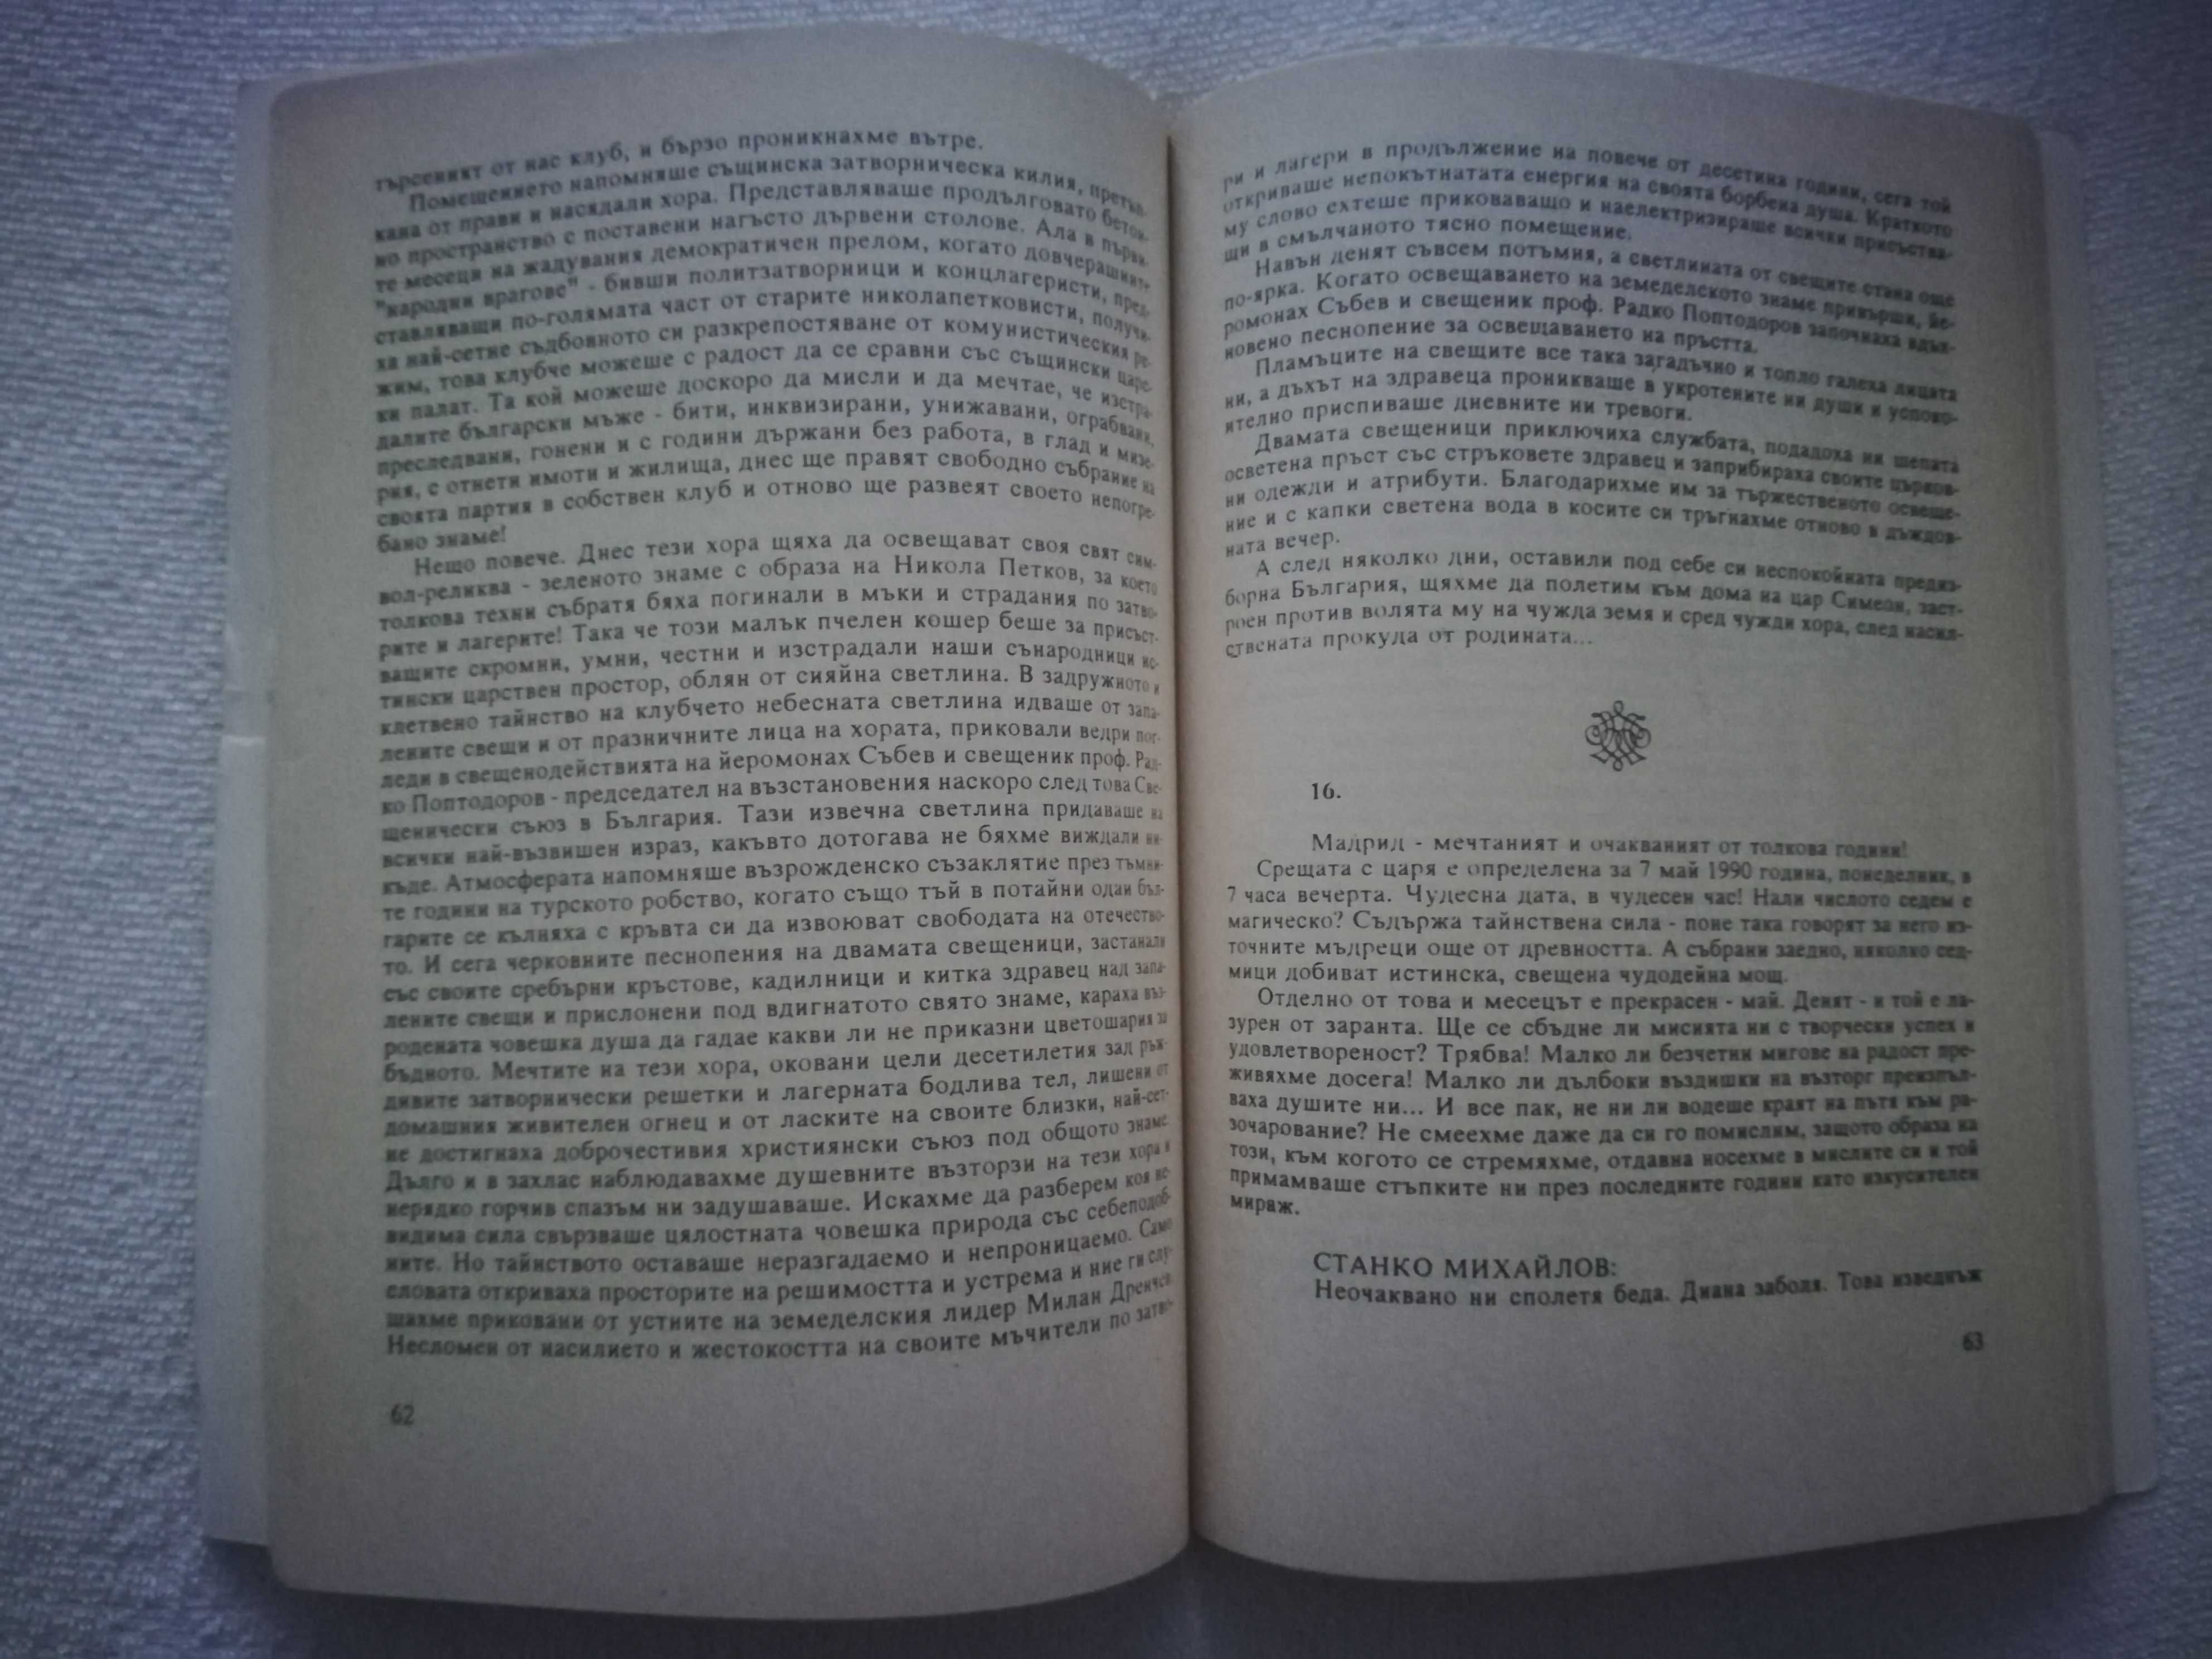 търсеният от нас клуб, и бързо проникнахме вътре.
Помещението напомняше същинска затворническа килия, претъп-
кана от прави и насядали хора. Представляваше продълговато бетон-
но пространство с поставени нагъсто дървени столове. Ала в първи-
те месеци на жадувания демократичен прелом, когато довчерашните
"народни врагове" - бивши политзатворници и концлагеристи, пред-
ставляващи по-голямата част от старите николапетковисти, получи-
ха най-сетне съдбовното си разкрепостяване от комунистическия ре-
жим, това клубче можеше с радост да се сравни със същински царс-
ки палат. Та кой можеше доскоро да мисли и да мечтае, че изстра-
далите български мъже - бити, инквизирани, унижавани, ограбвани,
преследвани, гонени и с години държани без работа, в глад и мизе-
рия, с отнети имоти и жилища, днес ще правят свободно събрание на
своята партия в собствен клуб и отново ще развеят своето непогре-
бано знаме!
Нещо повече. Днес тези хора щяха да освещават своя свят сим-
вол-реликва - зеленото знаме с образа на Никола Петков, за което
толкова техни събратя бяха погинали в мъки и страдания по затво-
рите и лагерите! Така че този малък пчелен кошер беше за присъст-
ващите скромни, умни, честни и изстрадали наши сънародници ис-
тински царствен простор, облян от сияйна светлина. В задружното и
клетвено тайнство на клубчето небесната светлина идваше от запа-
лените свещи и от празничните лица на хората, приковали ведри пог-
леди в свещенодействията на йеромонах Събев и свещеник проф. Рад-
ко Поптодоров - председател на възстановения наскоро след това Све-
щенически съюз в България. Тази извечна светлина придаваше на
всички най-възвишен израз, какъвто дотогава не бяхме виждали ни-
къде. Атмосферата напомняше възрожденско съзаклятие през тъмни-
те години на турското робство, когато също тъй в потайни одаи бъл-
гарите се кълняха с кръвта си да извоюват свободата на отечество-
то. И сега черковните песнопения на двамата свещеници, застанали
със своите сребърни кръстове, кадилници и китка здравец над запа-
лените свещи и прислонени под вдигнатото свято знаме, караха въз-
родената човешка душа да гадае какви ли не приказни цветошария за
бъдното. Мечтите на тези хора, оковани цели десетилетия зад ръж-
дивите затворнически решетки и лагерната бодлива тел, лишени от
домашния живителен огнец и от ласките на своите близки, най-сет-
не достигнаха доброчестивия християнски съюз под общото знаме.
Дълго и в захлас наблюдавахме душевните възторзи на тези хора и
нерядко горчив спазъм ни задушаваше. Искахме да разберем коя не-
видима сила свързваше цялостната човешка природа със себеподоб-
ните. Но тайнството оставаше неразгадаемо и непроницаемо. Само
словата откриваха просторите на решимостта и устрема и ние ги слу-
шахме приковани от устните на земеделския лидер Милан Дренчев.
Несломен от насилието и жестокостта на своите мъчители по затво-
62
ри и лагери в продължение на повече от десетина години, сега той
откриваше непокътнатата енергия на своята борбена душа. Краткото
му слово ехтеше приковаващо и наелектризираше всички присъства-
щи в смълчаното тясно помещение.
Навън денят съвсем потъмня, а светлината от свещите стана още
по-ярка. Когато освещаването на земеделското знаме привърши, йе-
ромонах Събев и свещеник проф. Радко Поптодоров започнаха вдъх-
новено песнопение за освещаването на пръстта.
Пламъците на свещите все така загадъчно и топло галеха лицата
ни, а дъхът на здравеца проникваше в укротените ни души и успоко-
ително приспиваше дневните ни тревоги.
Двамата свещеници приключиха службата, подадоха ни шепата
осветена пръст със стръковете здравец и заприбираха своите църков-
ни одежди и атрибути. Благодарихме им за тържественото освеще-
ние и с капки светена вода в косите си тръгнахме отново в дъждов-
ната вечер.
А след няколко дни, оставили под себе си неспокойната предиз-
борна България, щяхме да полетим към дома на цар Симеон, заст-
роен против волята му на чужда земя и сред чужди хора, след насил-
ствената прокуда от родината...
16.
Мадрид - мечтаният и очакваният от толкова години!
Срещата с царя е определена за 7 май 1990 година, понеделник, в
7 часа вечерта. Чудесна дата, в чудесен час! Нали числото седем е
магическо? Съдържа тайнствена сила - поне така говорят за него из-
точните мъдреци още от древността. А събрани заедно, няколко сед-
мици добиват истинска, свещена чудодейна мощ.
Отделно от това и месецът е прекрасен - май. Денят - и той е ла-
зурен от заранта. Ще се сбъдне ли мисията ни с творчески успех и
удовлетвореност? Трябва! Малко ли безчетни мигове на радост пре-
живяхме досега! Малко ли дълбоки въздишки на възторг преизпъл-
ваха душите ни... И все пак, не ни ли водеше краят на пътя към ра-
зочарование? Не смеехме даже да си го помислим, защото образа на
този, към когото се стремяхме, отдавна носехме в мислите си и той
примамваше стъпките ни през последните години като изкусителен
мираж.
СТАНКО МИХАЙЛОВ:
Неочаквано ни сполетя беда. Диана заболя. Това изведнъж
63